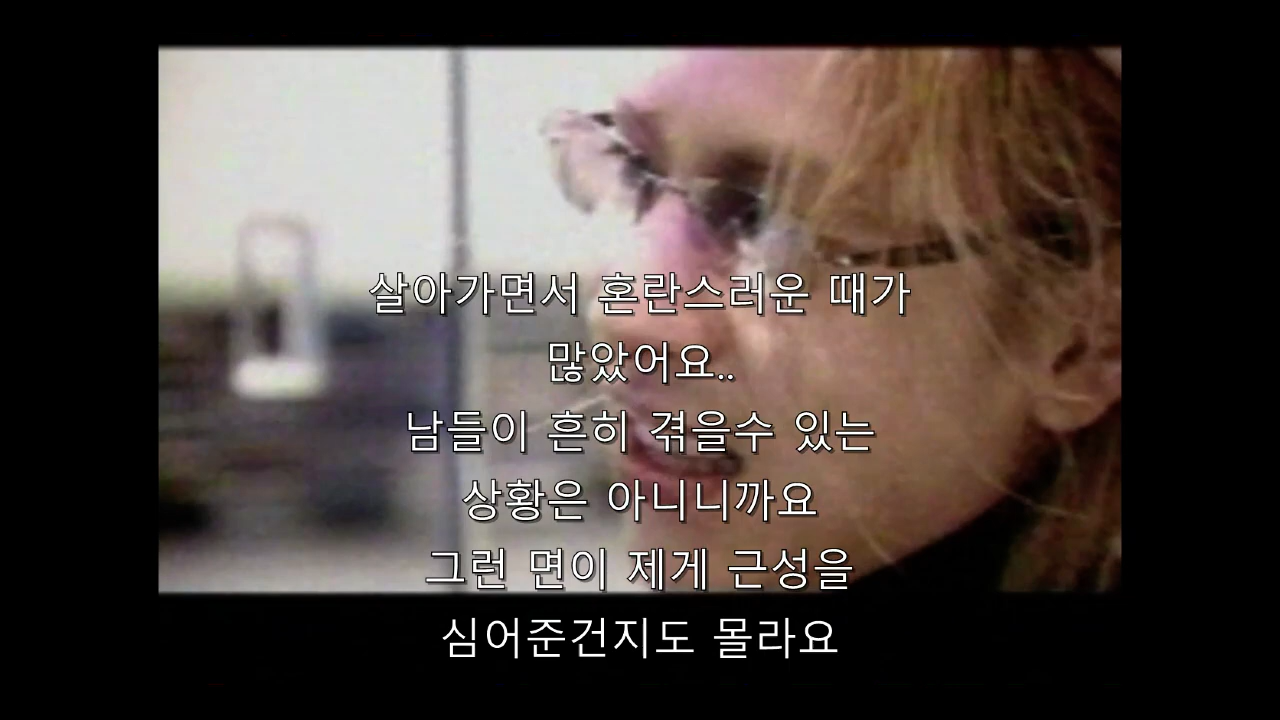 살아가면서 혼란스러운 때가
많았어요..
남들이 흔히 겪을수 있는
상황은 아니니까요
그런 면이 제게 근성을
심어준건지도 몰라요